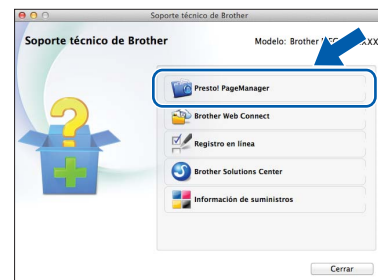 Soporte técnico de Brother
Soporte técnico de Brother
Modelo: Brother
Presto! PageManager
Brother Web Connect
Registro en línea
Brother Solutions Center
Información de suministros
Cerrar